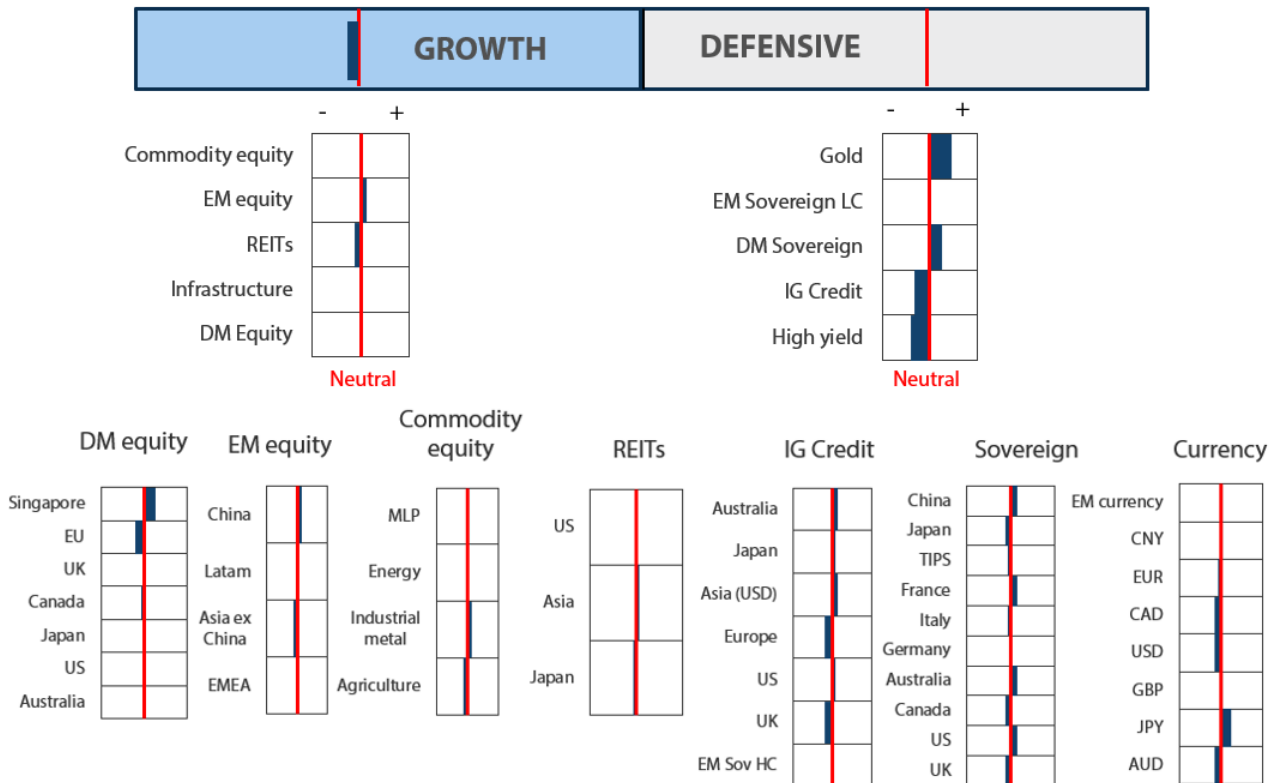 GROWTH
DEFENSIVE
- +
Commodity equity
EM equity
REITs
Infrastructure
DM Equity
Neutral
- +
Gold
EM Sovereign LC
DM Sovereign
IG Credit
High yield
Neutral
DM equity
Singapore
EU
UK
Canada
Japan
US
Australia
EM equity
China
Latam
Asia ex
China
EMEA
Commodity
equity
MLP
Energy
Industrial
metal
Agriculture
REITs
US
Asia
Japan
IG Credit
Australia
Japan
Asia (USD)
Europe
US
UK
EM Sov HC
Sovereign
China
Japan
TIPS
France
Italy
Germany
Australia
Canada
US
UK
Currency
EM currency
CNY
EUR
CAD
USD
GBP
JPY
AUD